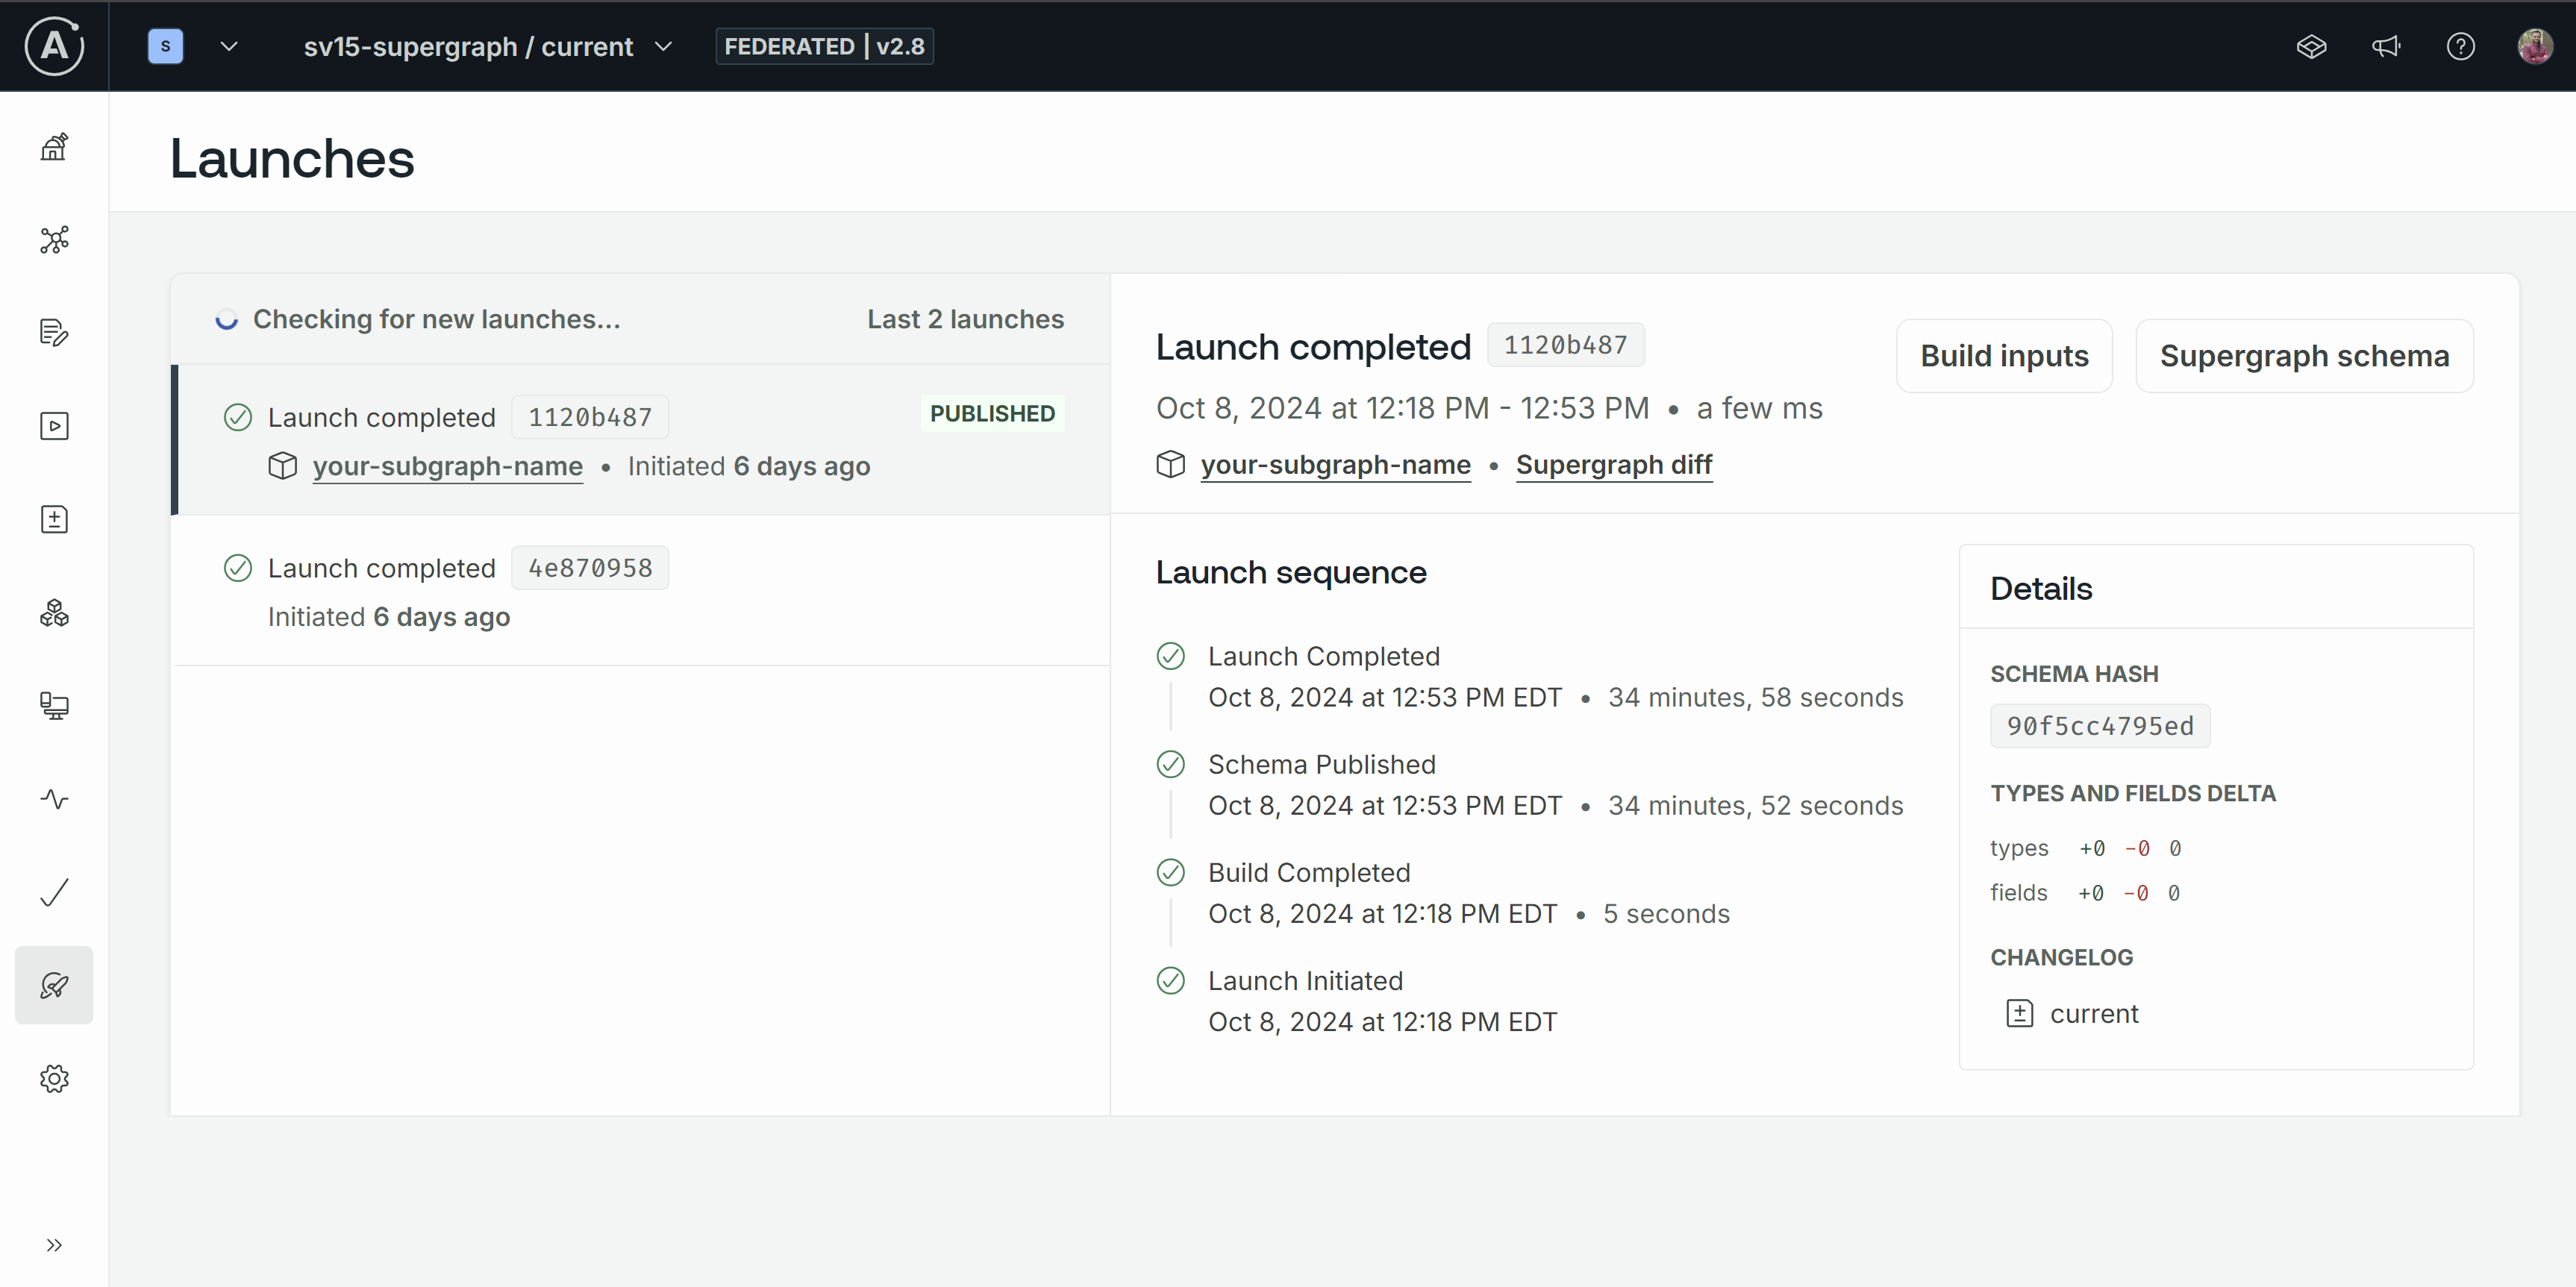 A
S
sv15-supergraph / current
FEDERATED | v2.8
Launches
Checking for new launches...
Last 2 launches
Launch completed 1120b487
PUBLISHED
your-subgraph-name • Initiated 6 days ago
Launch completed 4e870958
Initiated 6 days ago
Launch completed 1120b487
Build inputs
Supergraph schema
Oct 8, 2024 at 12:18 PM - 12:53 PM • a few ms
your-subgraph-name • Supergraph diff
Launch sequence
Launch Completed
Oct 8, 2024 at 12:53 PM EDT • 34 minutes, 58 seconds
Schema Published
Oct 8, 2024 at 12:53 PM EDT • 34 minutes, 52 seconds
Build Completed
Oct 8, 2024 at 12:18 PM EDT • 5 seconds
Launch Initiated
Oct 8, 2024 at 12:18 PM EDT
Details
SCHEMA HASH
90f5cc4795ed
TYPES AND FIELDS DELTA
types +0 -0 0
fields +0 -0 0
CHANGELOG
current